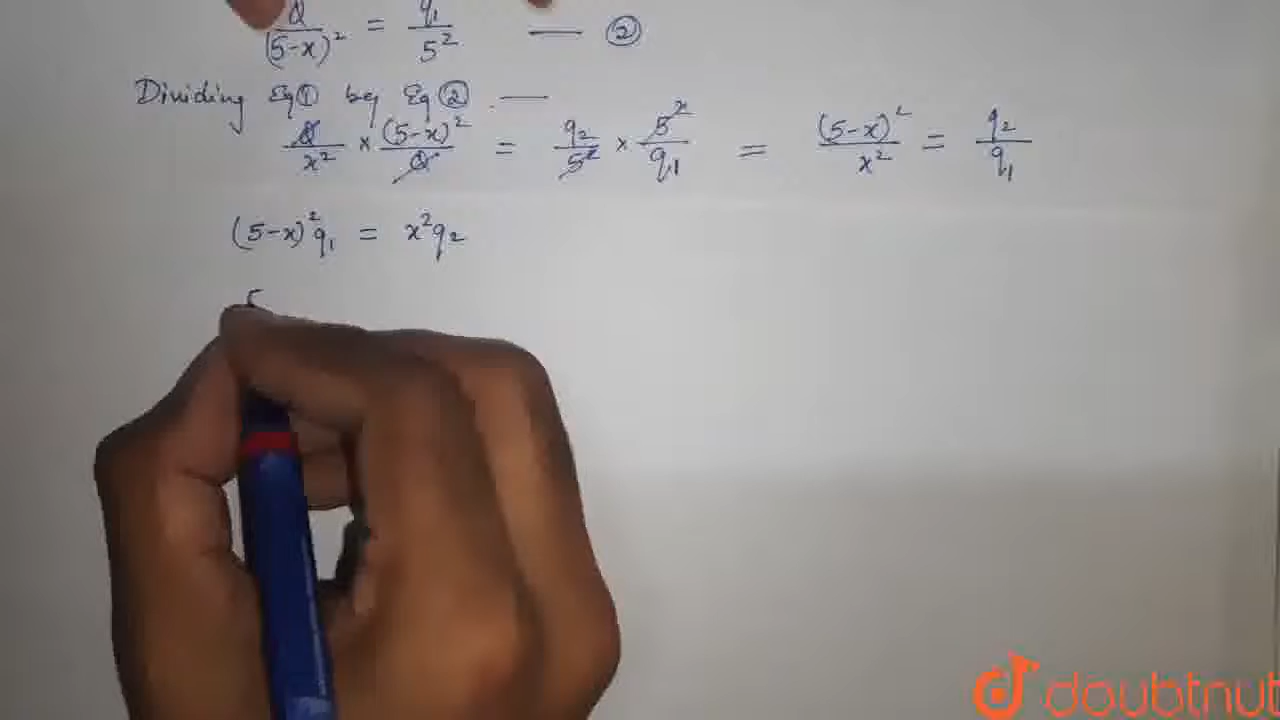 Q/(5-x)² = q₁/5² — ②
Dividing Eq① by Eq② . —
Q/x² × (5-x)²/Q = q₂/5² × 5²/q₁ = (5-x)²/x² = q₂/q₁
(5-x)²q₁ = x²q₂
5
doubtnut